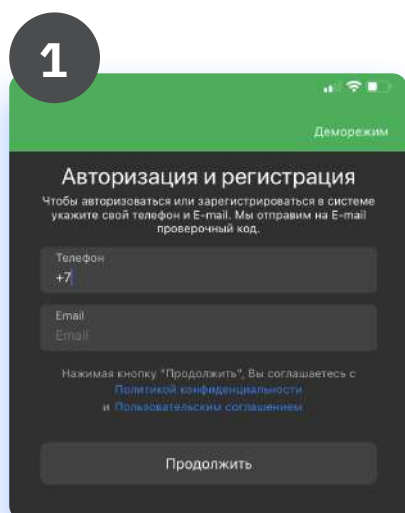 1
Деморежим
Авторизация и регистрация
Чтобы авторизоваться или зарегистрироваться в системе
укажите свой телефон и E-mail. Мы отправим на E-mail
проверочный код.
Телефон
+7
Email
Email
Нажимая кнопку "Продолжить", Вы соглашаетесь с
Политикой конфиденциальности
и Пользовательским соглашением
Продолжить